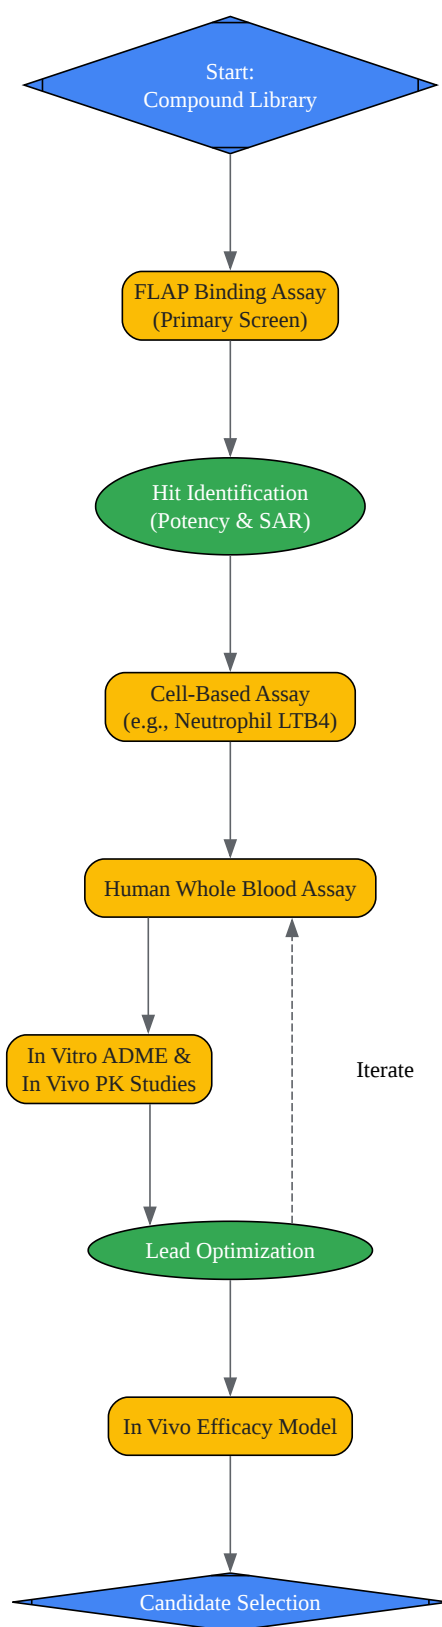 Start:
Compound Library
FLAP Binding Assay
(Primary Screen)
Hit Identification
(Potency & SAR)
Cell-Based Assay
(e.g., Neutrophil LTB4)
Human Whole Blood Assay
In Vitro ADME &
In Vivo PK Studies
Iterate
Lead Optimization
In Vivo Efficacy Model
Candidate Selection